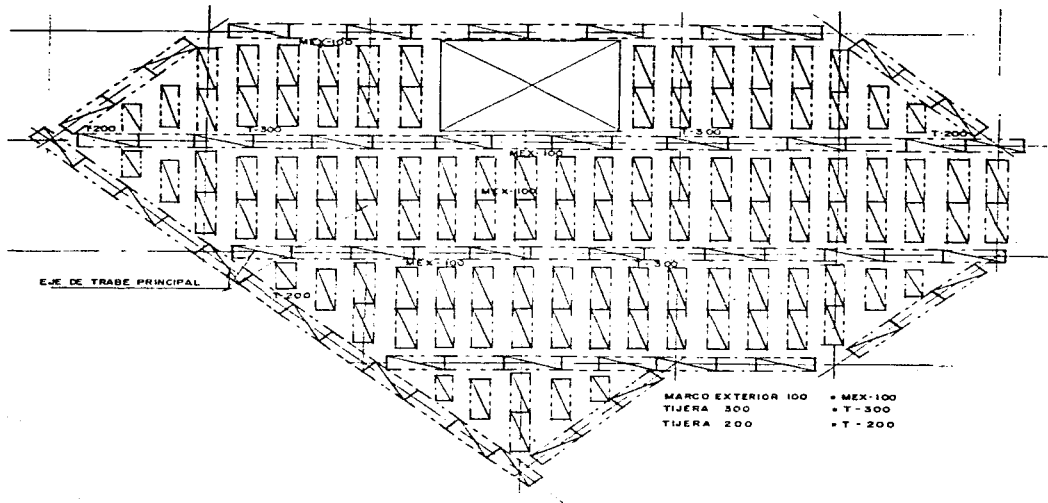 MEX-100
T-200
T-300
T-300
T-200
MEX-100
MEX-100
MEX-100
300
EJE DE TRABE PRINCIPAL
T-200
MARCO EXTERIOR 100 = MEX-100
TIJERA 300 = T-300
TIJERA 200 = T-200